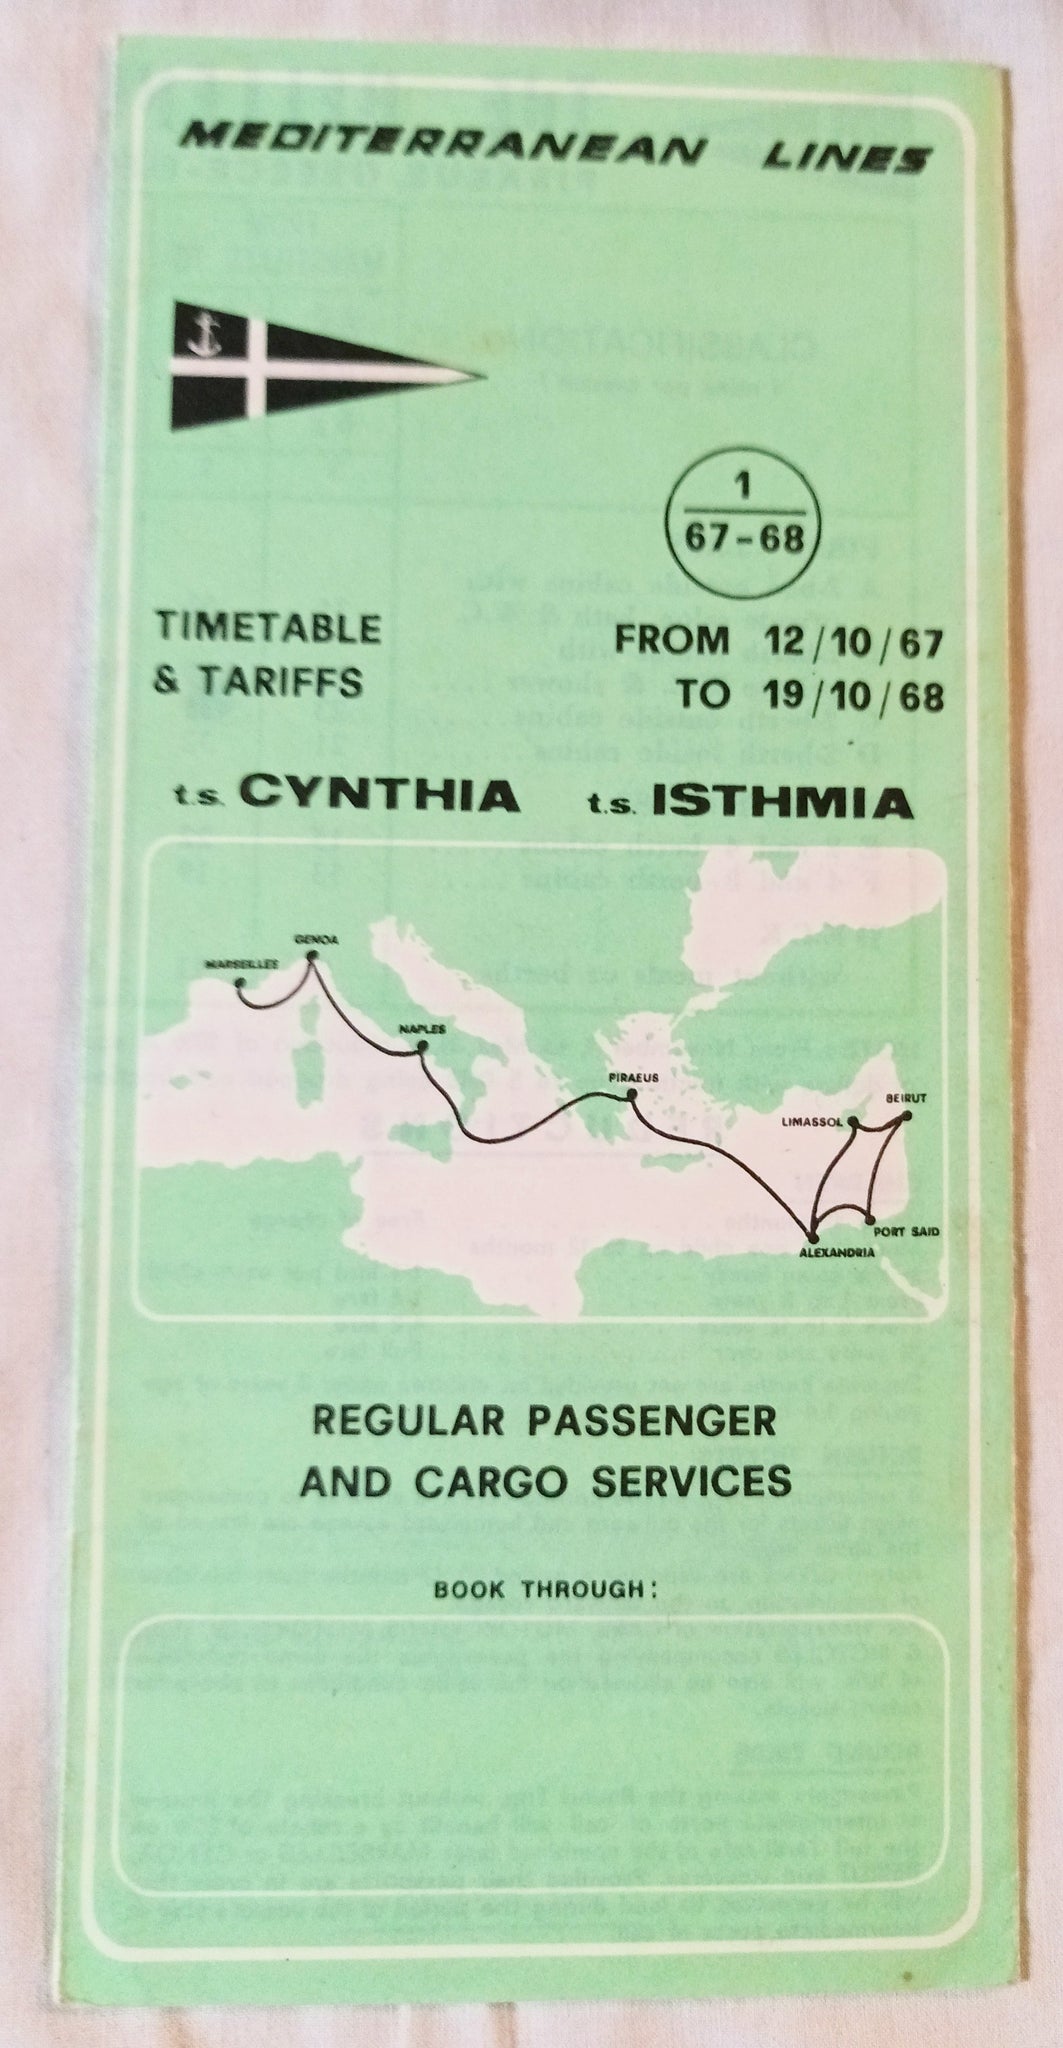 MEDITERRANEAN LINES
1
67-68
TIMETABLE
& TARIFFS
FROM 12/10/67
TO 19/10/68
t.s. CYNTHIA t.s. ISTHMIA
GENOA
MARSEILLES
NAPLES
PIRAEUS
BEIRUT
LIMASSOL
PORT SAID
ALEXANDRIA
REGULAR PASSENGER
AND CARGO SERVICES
BOOK THROUGH: